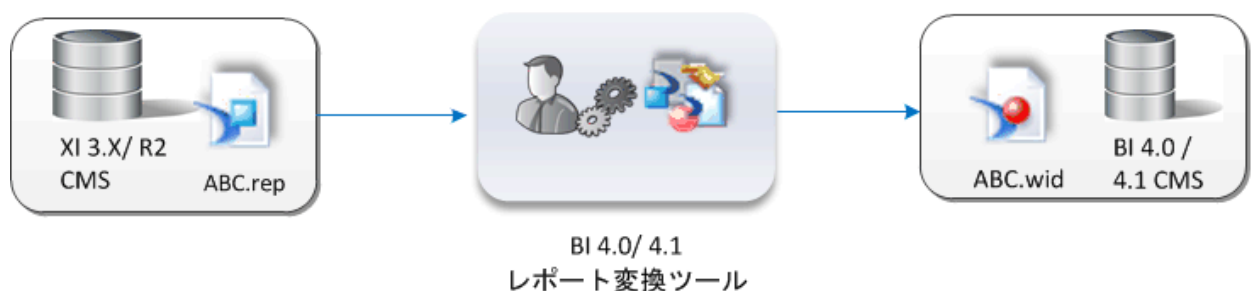 XI 3.X/ R2
CMS
ABC.rep
BI 4.0/ 4.1
レポート変換ツール
ABC.wid
BI 4.0 /
4.1 CMS